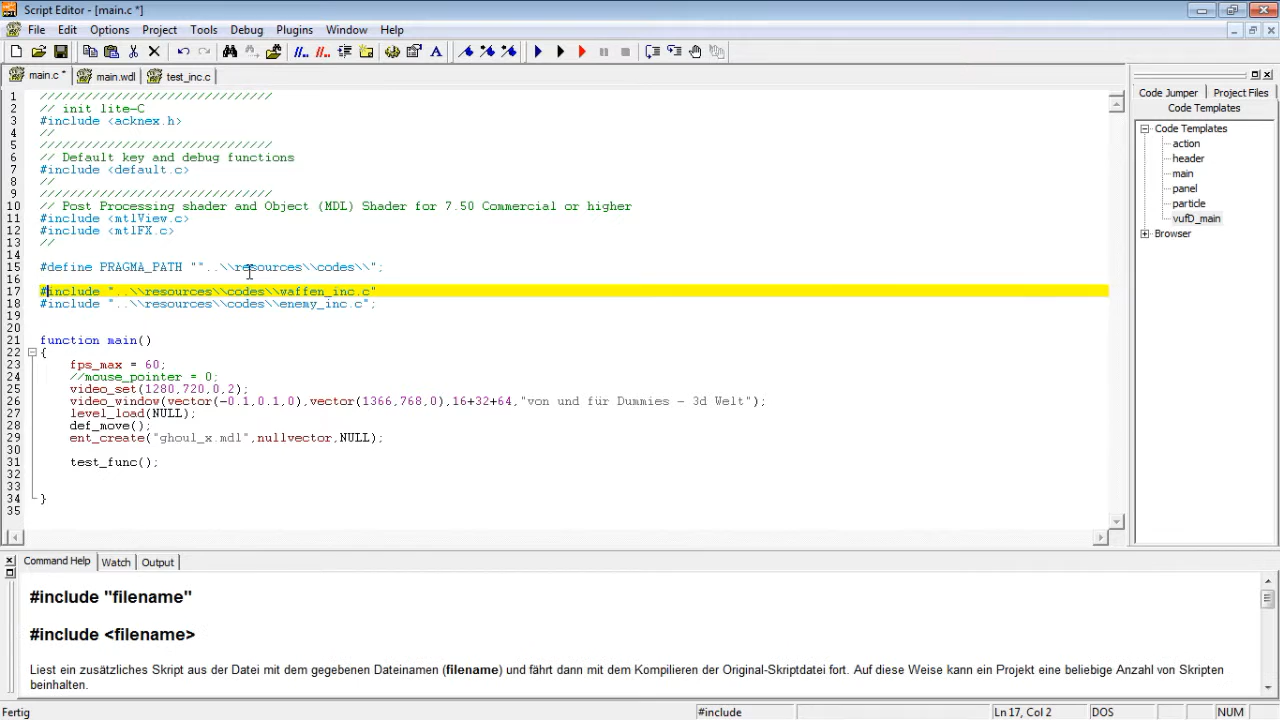 Script Editor - [main.c *]
File Edit Options Project Tools Debug Plugins Window Help
main.c * main.wdl test_inc.c
Code Jumper Project Files
Code Templates
Code Templates
action
header
main
panel
particle
vufD_main
Browser
1 ///////////////////////////////
2 // init lite-C
3 #include <acknex.h>
4 //
5 ///////////////////////////////
6 // Default key and debug functions
7 #include <default.c>
8 //
9 ///////////////////////////////
10 // Post Processing shader and Object (MDL) Shader for 7.50 Commercial or higher
11 #include <mtlView.c>
12 #include <mtlFX.c>
13 //
14
15 #define PRAGMA_PATH ""..\\resources\\codes\\";
16
17 #include "..\\resources\\codes\\waffen_inc.c"
18 #include "..\\resources\\codes\\enemy_inc.c";
19
20
21 function main()
22 {
23 fps_max = 60;
24 //mouse_pointer = 0;
25 video_set(1280,720,0,2);
26 video_window(vector(-0.1,0.1,0),vector(1366,768,0),16+32+64,"von und für Dummies - 3d Welt");
27 level_load(NULL);
28 def_move();
29 ent_create("ghoul_x.mdl",nullvector,NULL);
30
31 test_func();
32
33
34 }
35
Command Help Watch Output
#include "filename"
#include <filename>
Liest ein zusätzliches Skript aus der Datei mit dem gegebenen Dateinamen (filename) und fährt dann mit dem Kompilieren der Original-Skriptdatei fort. Auf diese Weise kann ein Projekt eine beliebige Anzahl von Skripten
beinhalten.
Fertig #include Ln 17, Col 2 DOS NUM